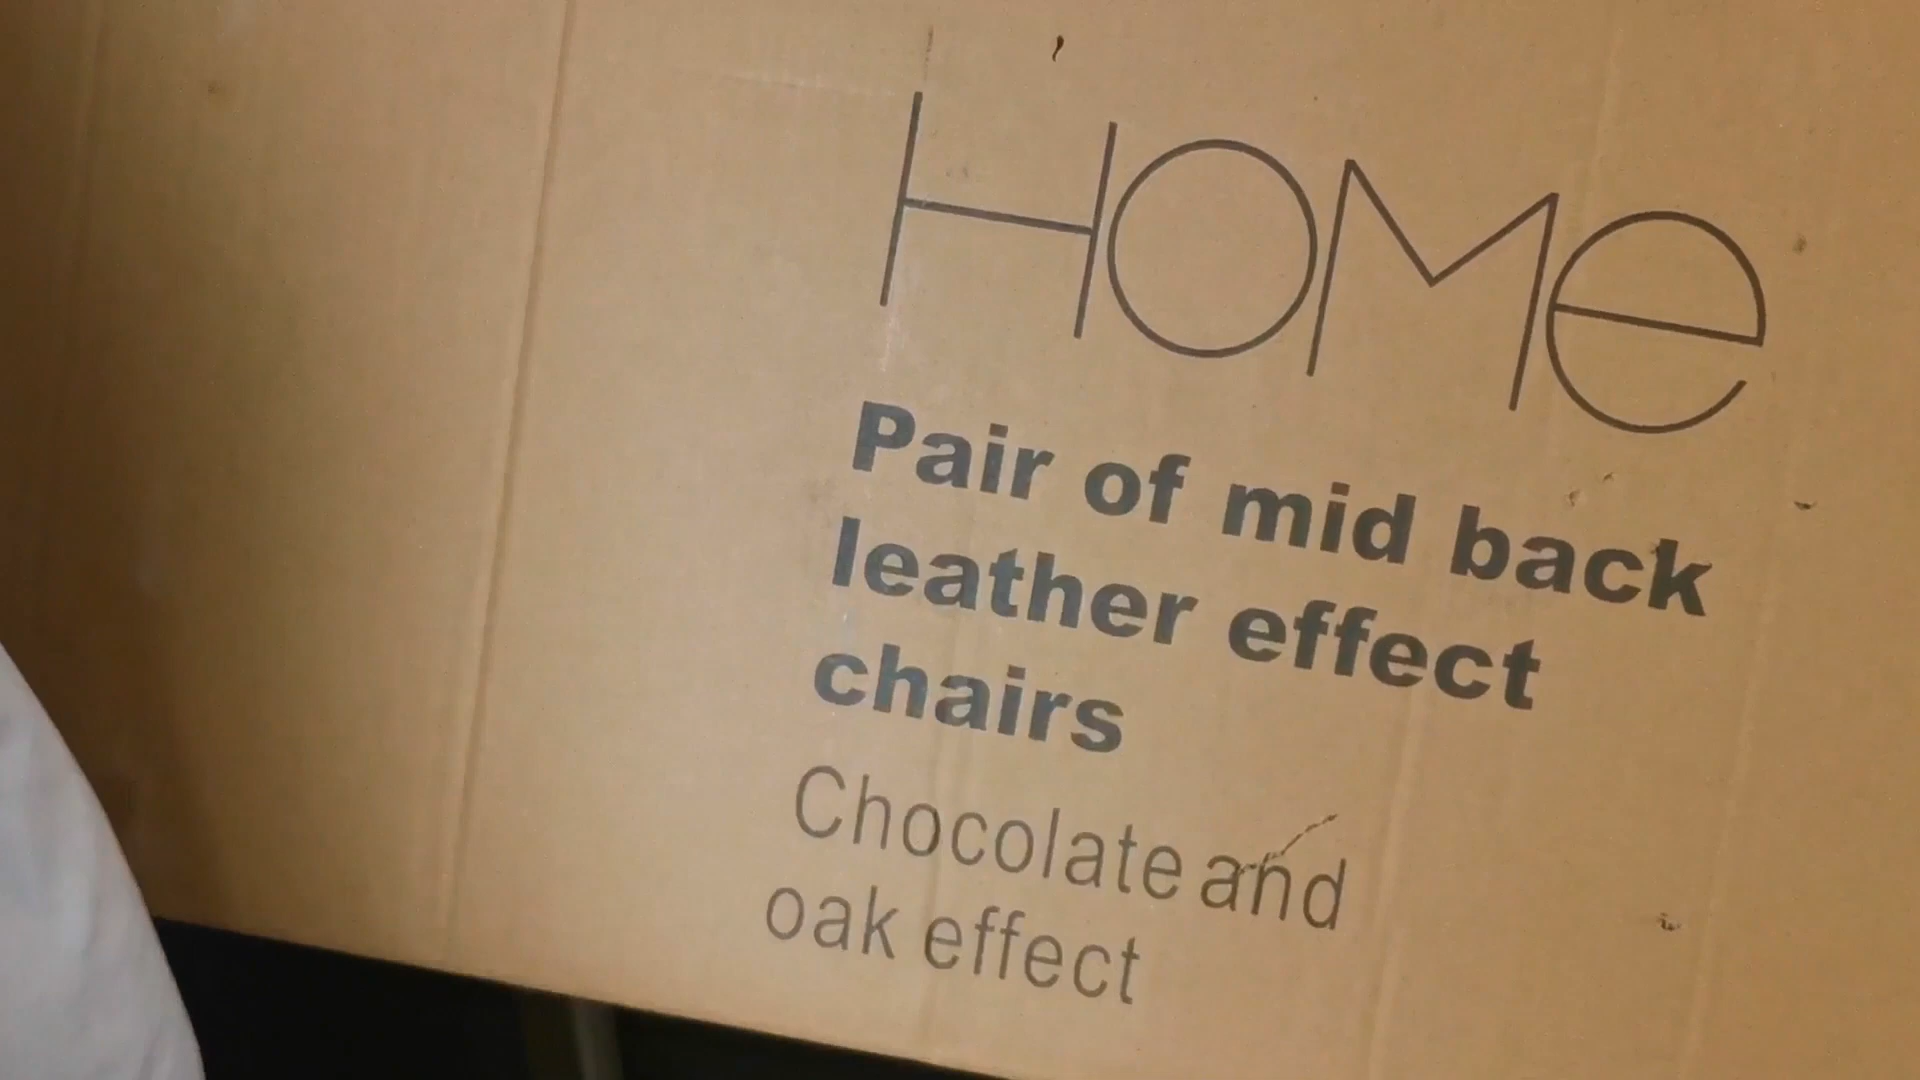 HOMe
Pair of mid back
leather effect
chairs
Chocolate and
oak effect